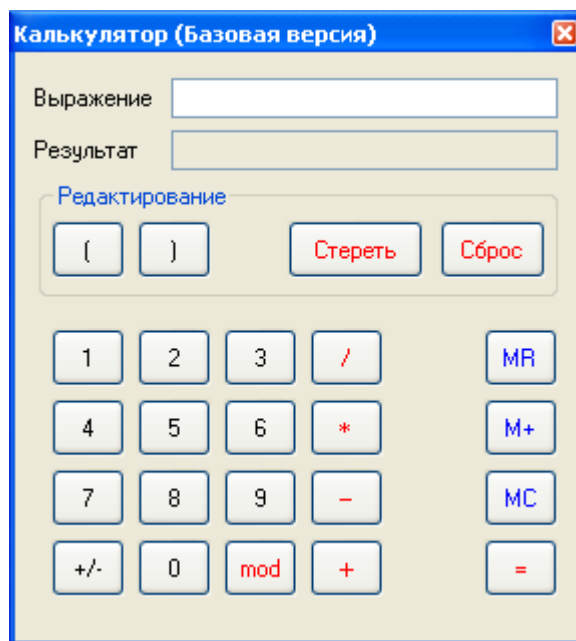 Калькулятор (Базовая версия)
Выражение
Результат
Редактирование
( ) Стереть Сброс
1 2 3 / MR
4 5 6 * M+
7 8 9 - MC
+/- 0 mod + =